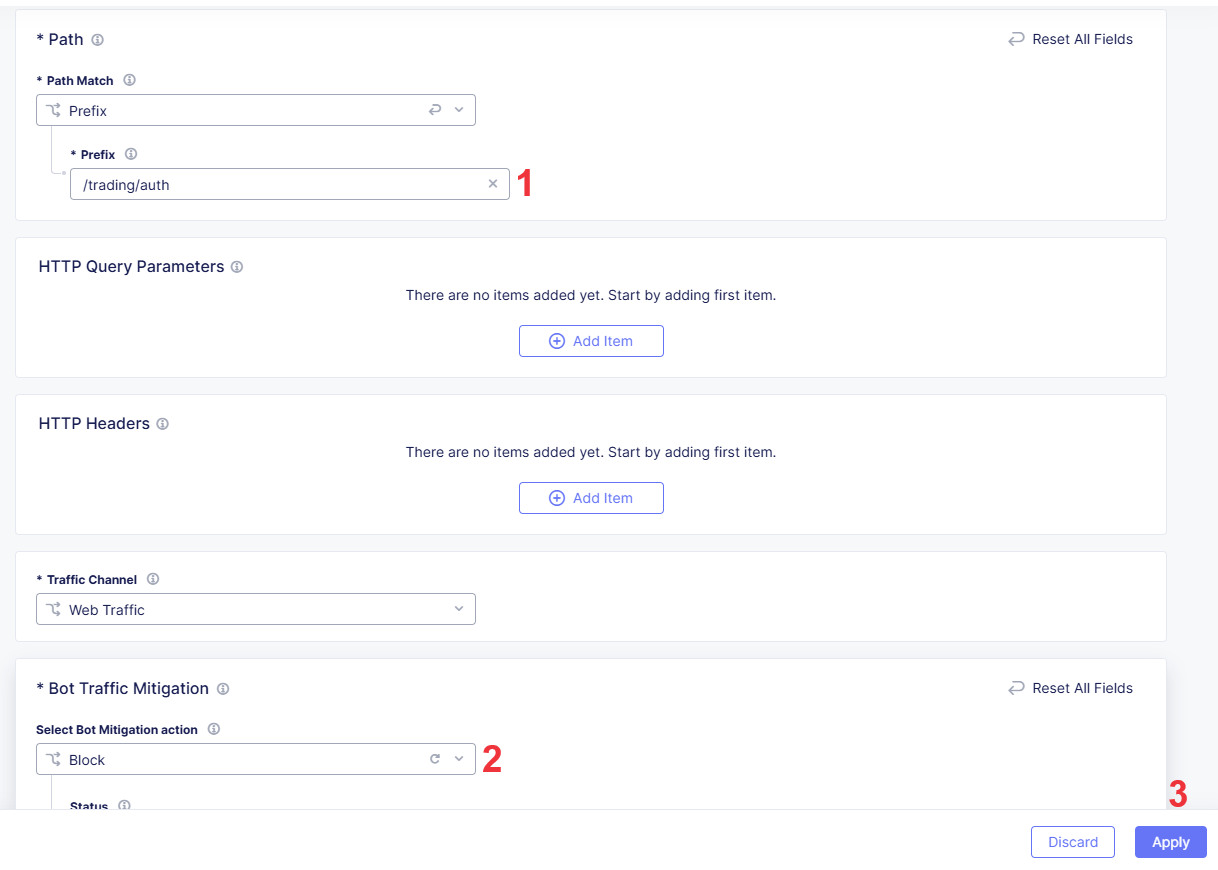 * Path
Reset All Fields
* Path Match
Prefix
* Prefix
/trading/auth
1
HTTP Query Parameters
There are no items added yet. Start by adding first item.
Add Item
HTTP Headers
There are no items added yet. Start by adding first item.
Add Item
* Traffic Channel
Web Traffic
* Bot Traffic Mitigation
Reset All Fields
Select Bot Mitigation action
Block
2
Status
3
Discard
Apply